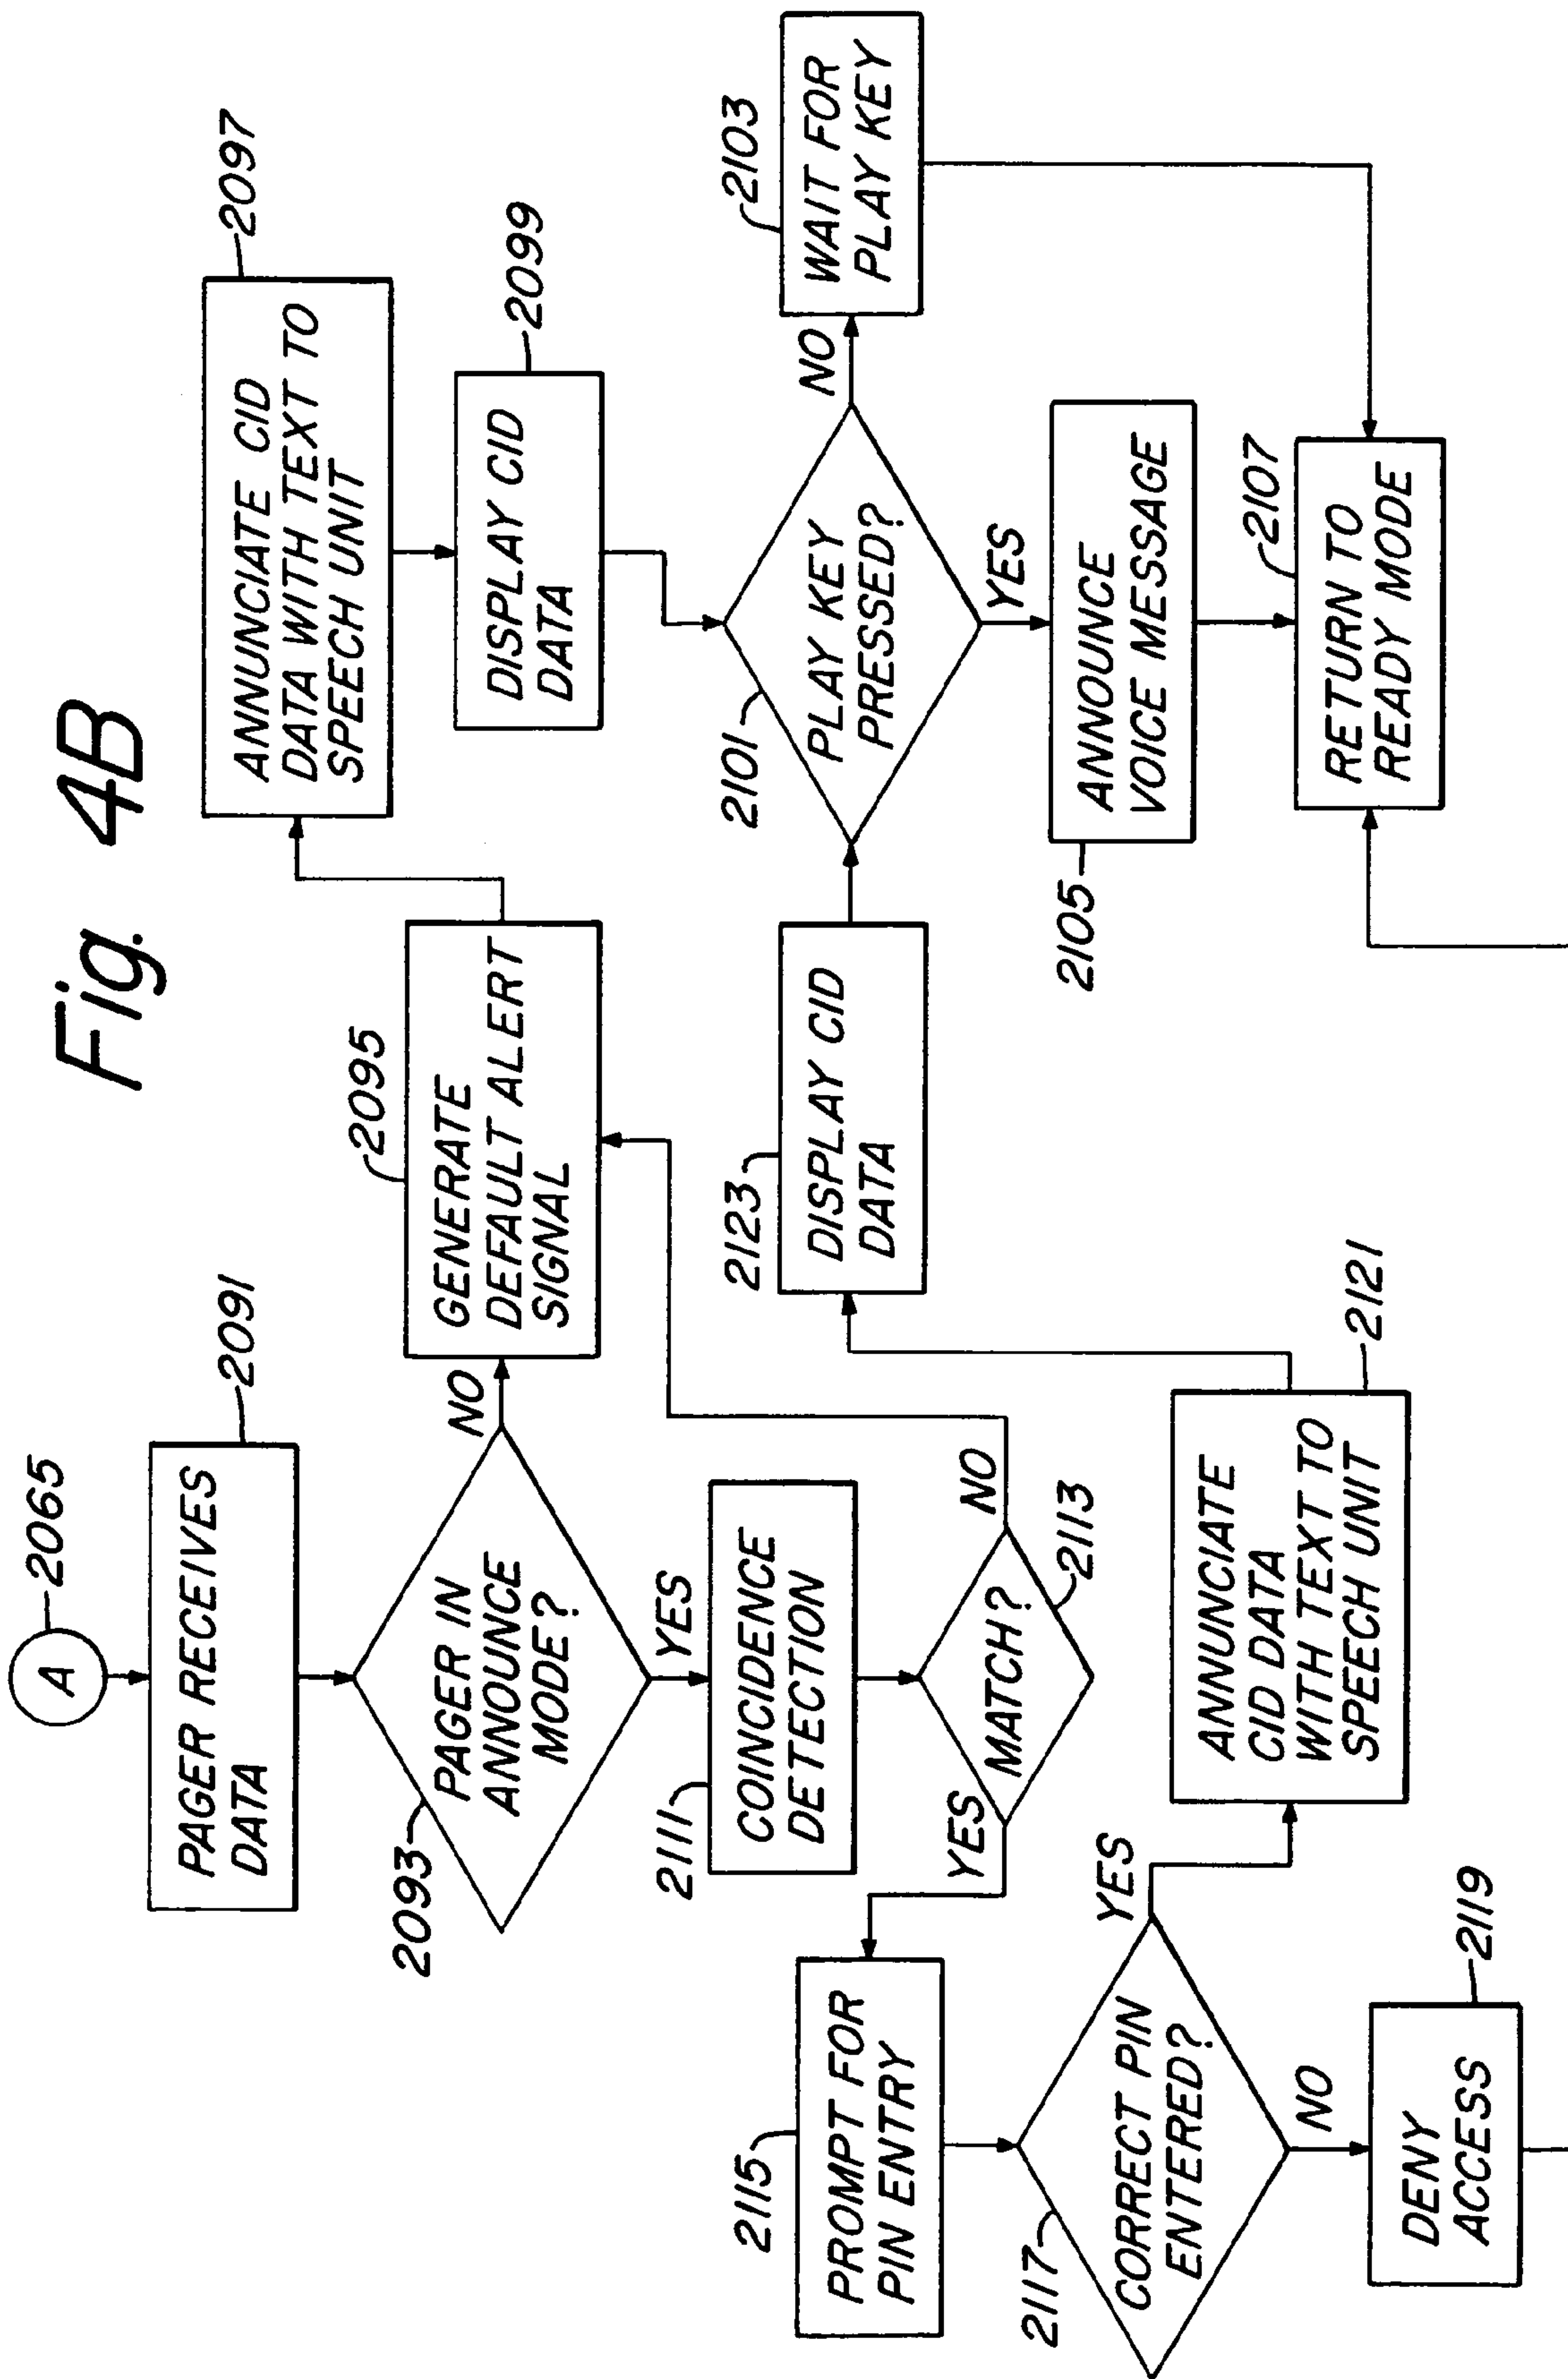 Fig. 4B
A
2065
PAGER RECEIVES
DATA
2091
PAGER IN
ANNOUNCE
MODE?
2093
NO
YES
GENERATE
DEFAULT ALERT
SIGNAL
2095
ANNUNCIATE CID
DATA WITH TEXT TO
SPEECH UNIT
2097
DISPLAY CID
DATA
2099
COINCIDENCE
DETECTION
2111
MATCH?
2113
NO
YES
PROMPT FOR
PIN ENTRY
2115
CORRECT PIN
ENTERED?
2117
YES
NO
DENY
ACCESS
2119
ANNUNCIATE
CID DATA
WITH TEXT TO
SPEECH UNIT
2121
DISPLAY CID
DATA
2123
PLAY KEY
PRESSED?
2101
NO
YES
WAIT FOR
PLAY KEY
2103
ANNOUNCE
VOICE MESSAGE
2105
RETURN TO
READY MODE
2107